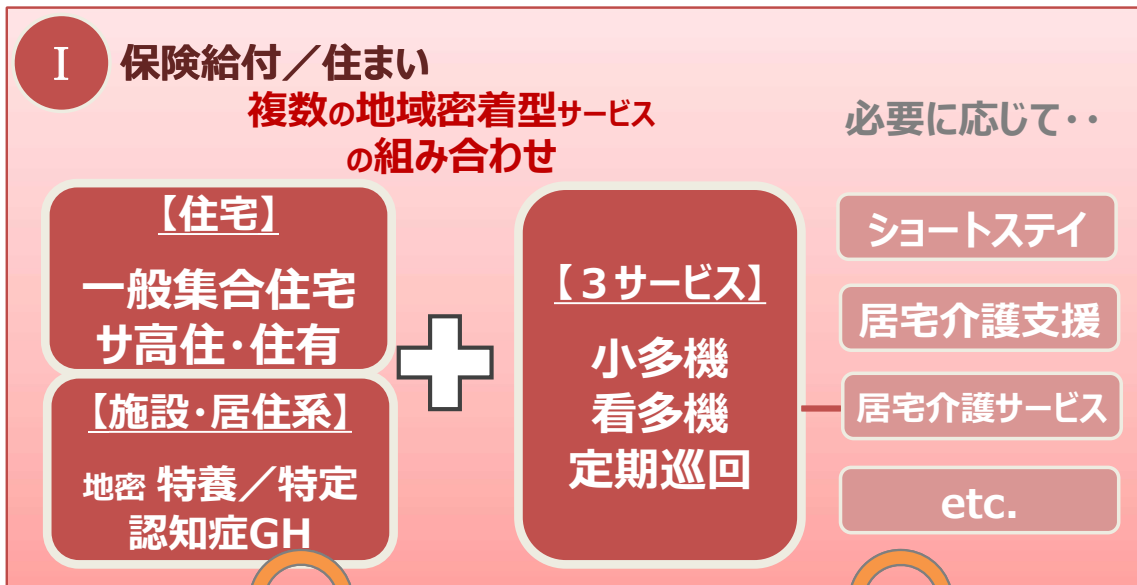 I
保険給付／住まい
複数の地域密着型サービス
の組み合わせ
必要に応じて・・
【住宅】
一般集合住宅
サ高住・住有
【施設・居住系】
地密 特養／特定
認知症GH
【３サービス】
小多機
看多機
定期巡回
ショートステイ
居宅介護支援
居宅介護サービス
etc.